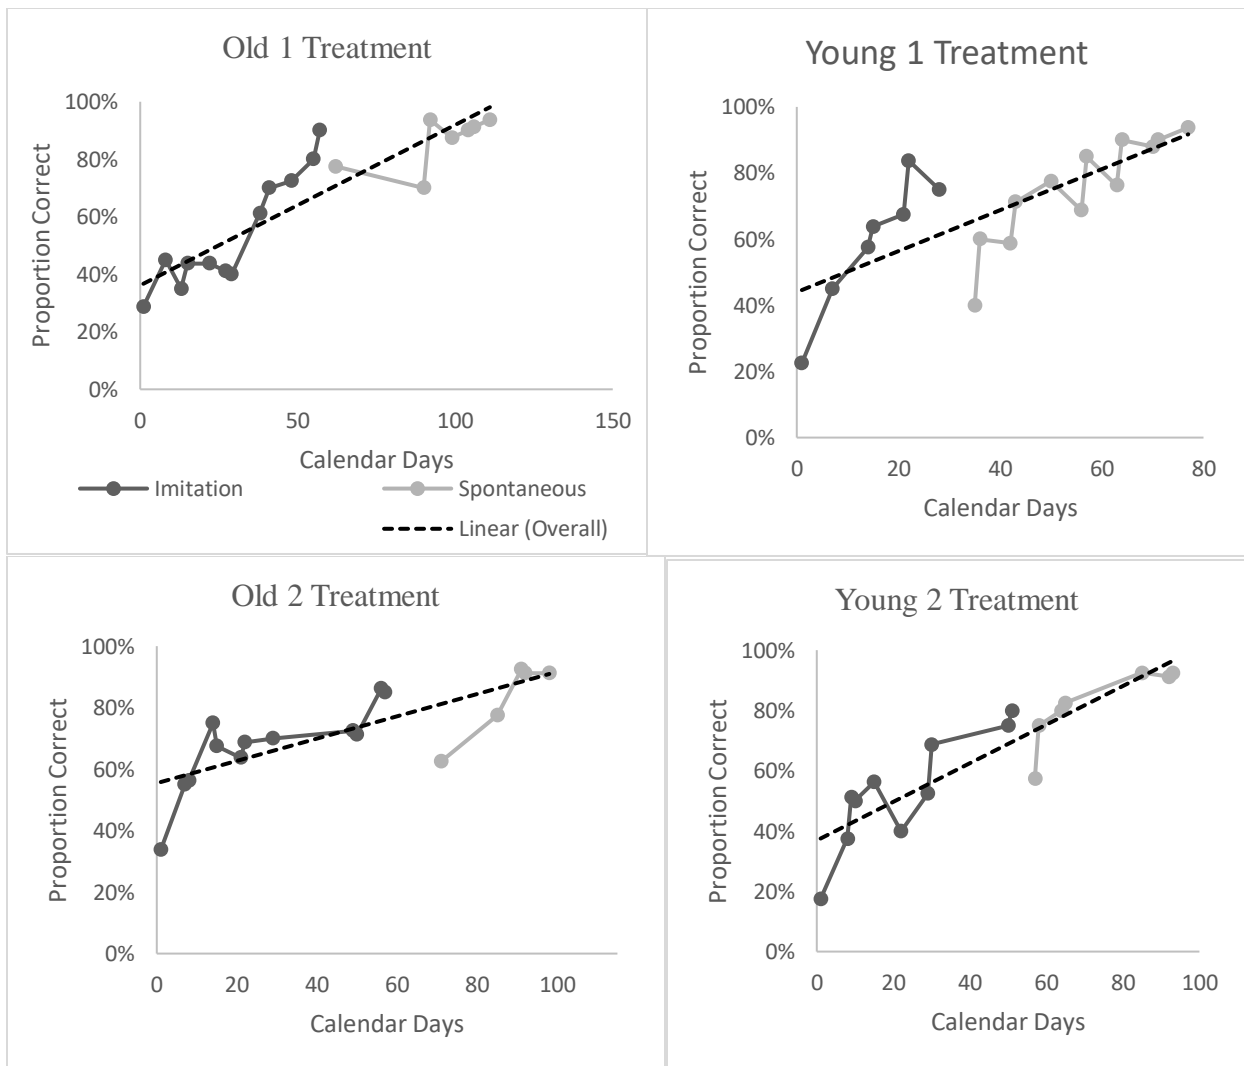 Old 1 Treatment
100%
80%
60%
40%
20%
0%
Proportion Correct
0 50 100 150
Calendar Days
Imitation Spontaneous
Linear (Overall)
Young 1 Treatment
100%
80%
60%
40%
20%
0%
Proportion Correct
0 20 40 60 80
Calendar Days
Old 2 Treatment
100%
80%
60%
40%
20%
0%
Proportion Correct
0 20 40 60 80 100
Calendar Days
Young 2 Treatment
100%
80%
60%
40%
20%
0%
Proportion Correct
0 20 40 60 80 100
Calendar Days